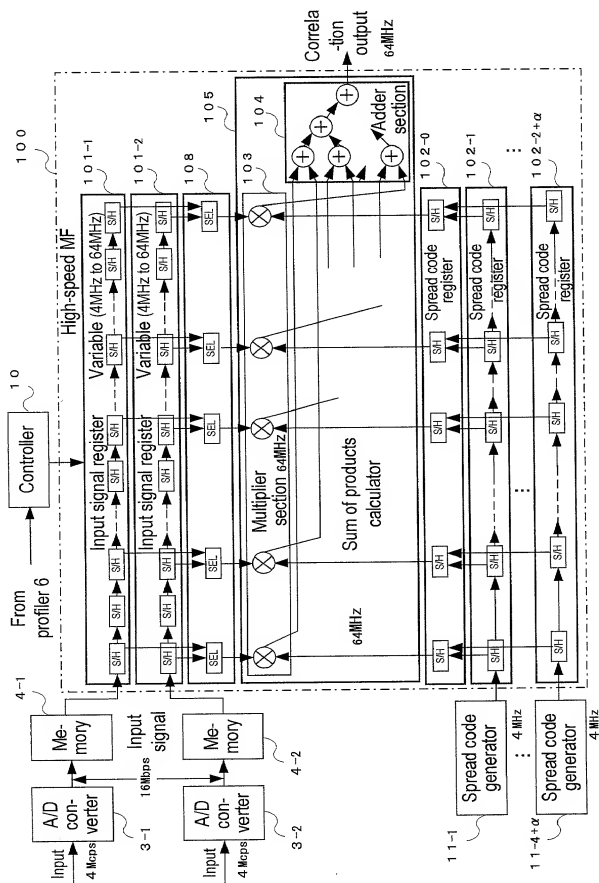 From
profiler 6
Controller
10
High-speed MF
100
Input
4 Mcps
A/D
con-
verter
3-1
16Mbps
Me-
mory
4-1
Input
signal
Input
4 Mcps
A/D
con-
verter
3-2
Me-
mory
4-2
Input signal register
Variable (4MHz to 64MHz)
101-1
S/H S/H S/H S/H S/H S/H S/H S/H
Input signal register
Variable (4MHz to 64MHz)
101-2
S/H S/H S/H S/H S/H S/H S/H S/H
108
SEL SEL SEL SEL SEL
103
105
Multiplier
section 64MHz
104
Adder
section
Correla
-tion
output
64MHz
Sum of products
calculator
64MHz
Spread code
register
102-0
S/H S/H S/H S/H S/H
Spread code
register
102-1
S/H S/H S/H S/H S/H
Spread code
register
102-2+α
S/H S/H S/H S/H S/H
Spread code
generator
11-1
4 MHz
Spread code
generator
11-4+α
4 MHz